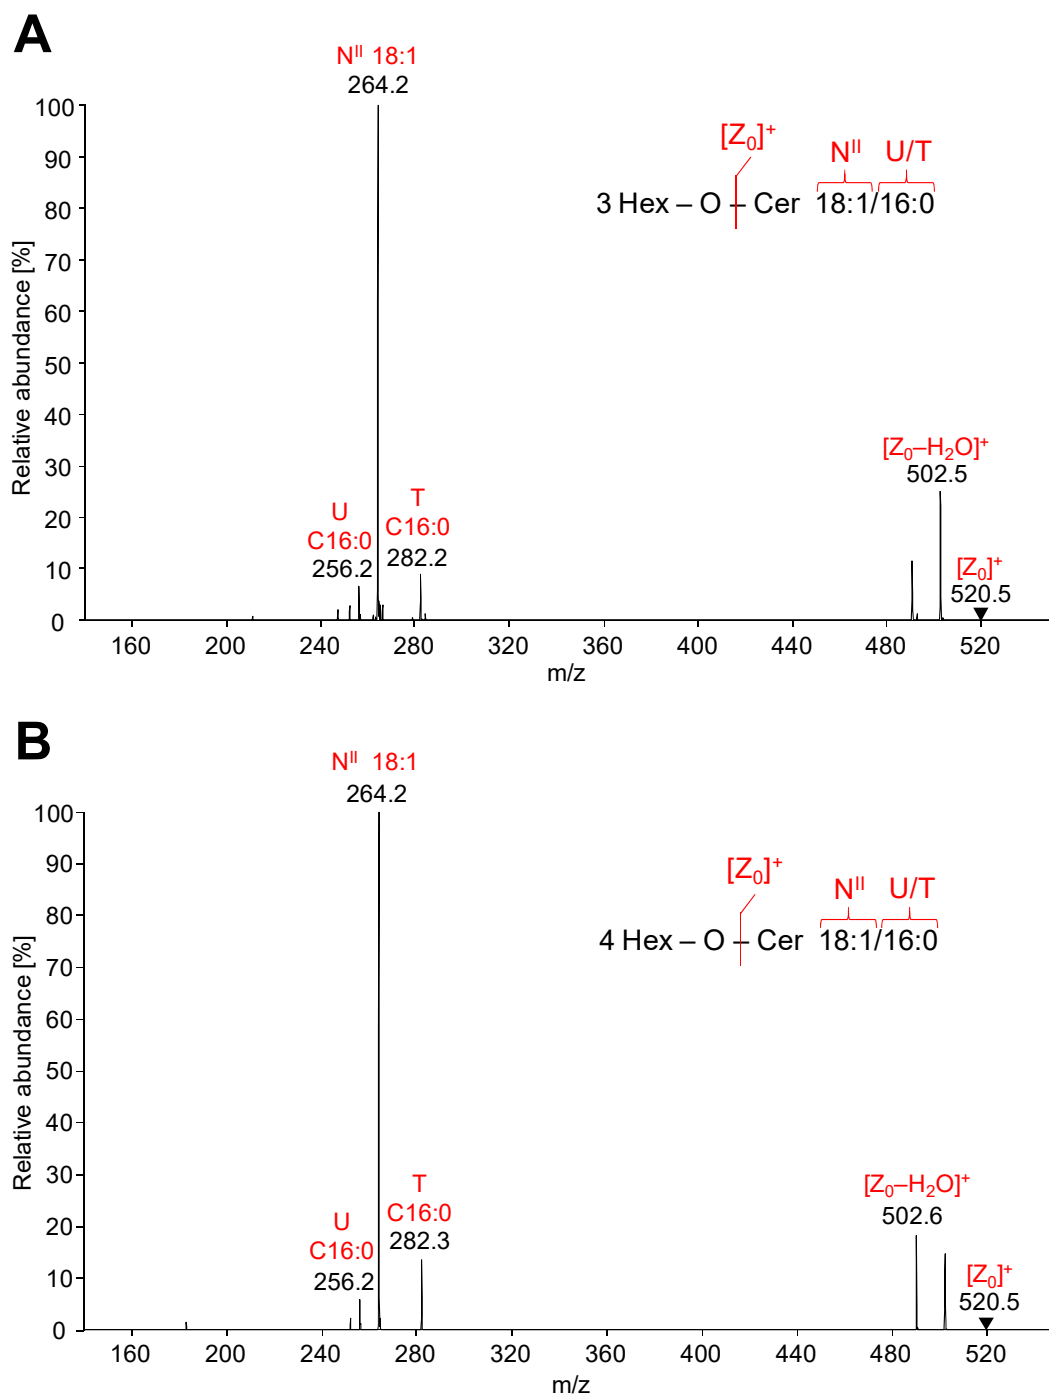 A
N^II 18:1
264.2
100
90
80
70
60
50
40
30
20
10
0
Relative abundance [%]
[Z₀]⁺
N^II U/T
3 Hex – O – Cer 18:1/16:0
U
C16:0
256.2
T
C16:0
282.2
[Z₀–H₂O]⁺
502.5
[Z₀]⁺
520.5
160 200 240 280 320 360 400 440 480 520
m/z
B
N^II 18:1
264.2
100
90
80
70
60
50
40
30
20
10
0
Relative abundance [%]
[Z₀]⁺
N^II U/T
4 Hex – O – Cer 18:1/16:0
U
C16:0
256.2
T
C16:0
282.3
[Z₀–H₂O]⁺
502.6
[Z₀]⁺
520.5
160 200 240 280 320 360 400 440 480 520
m/z